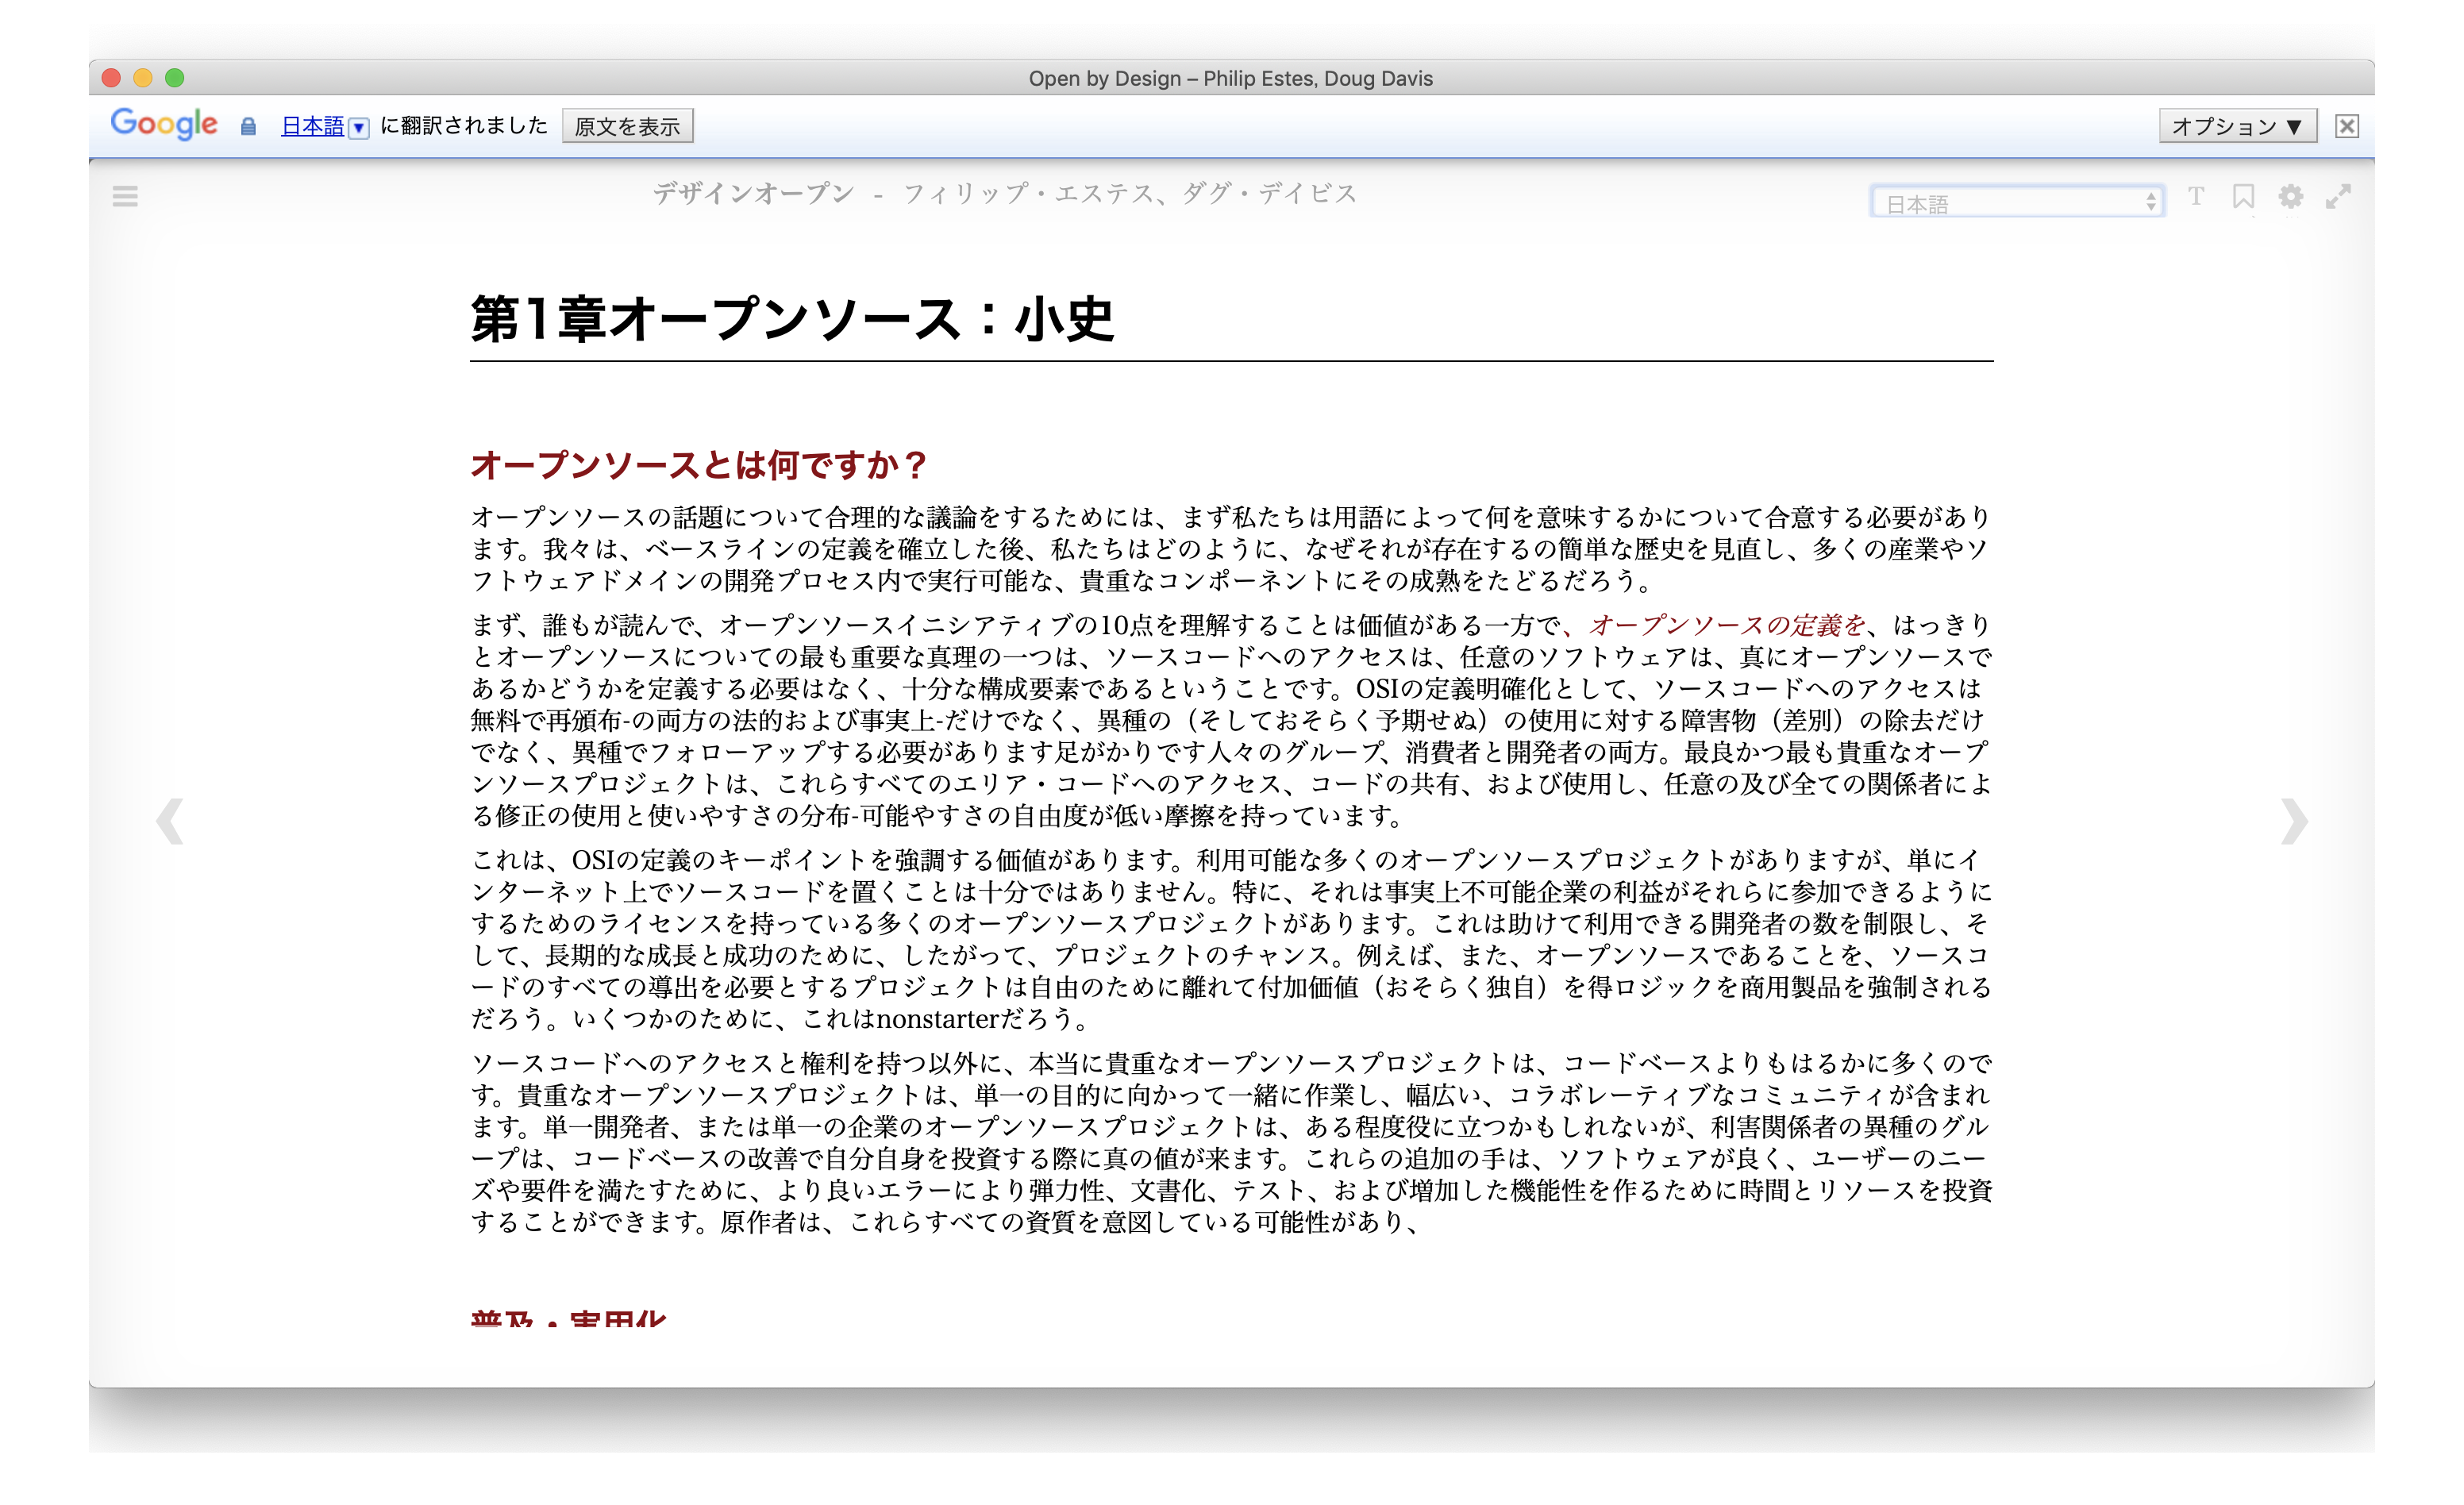 Open by Design – Philip Estes, Doug Davis
Google 日本語 に翻訳されました 原文を表示 オプション ▼
デザインオープン - フィリップ・エステス、ダグ・デイビス 日本語 T
第1章オープンソース：小史
オープンソースとは何ですか？
オープンソースの話題について合理的な議論をするためには、まず私たちは用語によって何を意味するかについて合意する必要があり
ます。我々は、ベースラインの定義を確立した後、私たちはどのように、なぜそれが存在するの簡単な歴史を見直し、多くの産業やソ
フトウェアドメインの開発プロセス内で実行可能な、貴重なコンポーネントにその成熟をたどるだろう。
まず、誰もが読んで、オープンソースイニシアティブの10点を理解することは価値がある一方で、オープンソースの定義を、はっきり
とオープンソースについての最も重要な真理の一つは、ソースコードへのアクセスは、任意のソフトウェアは、真にオープンソースで
あるかどうかを定義する必要はなく、十分な構成要素であるということです。OSIの定義明確化として、ソースコードへのアクセスは
無料で再頒布-の両方の法的および事実上-だけでなく、異種の（そしておそらく予期せぬ）の使用に対する障害物（差別）の除去だけ
でなく、異種でフォローアップする必要があります足がかりです人々のグループ、消費者と開発者の両方。最良かつ最も貴重なオープ
ンソースプロジェクトは、これらすべてのエリア・コードへのアクセス、コードの共有、および使用し、任意の及び全ての関係者によ
る修正の使用と使いやすさの分布-可能やすさの自由度が低い摩擦を持っています。
これは、OSIの定義のキーポイントを強調する価値があります。利用可能な多くのオープンソースプロジェクトがありますが、単にイ
ンターネット上でソースコードを置くことは十分ではありません。特に、それは事実上不可能企業の利益がそれらに参加できるように
するためのライセンスを持っている多くのオープンソースプロジェクトがあります。これは助けて利用できる開発者の数を制限し、そ
して、長期的な成長と成功のために、したがって、プロジェクトのチャンス。例えば、また、オープンソースであることを、ソースコ
ードのすべての導出を必要とするプロジェクトは自由のために離れて付加価値（おそらく独自）を得ロジックを商用製品を強制される
だろう。いくつかのために、これはnonstarterだろう。
ソースコードへのアクセスと権利を持つ以外に、本当に貴重なオープンソースプロジェクトは、コードベースよりもはるかに多くので
す。貴重なオープンソースプロジェクトは、単一の目的に向かって一緒に作業し、幅広い、コラボレーティブなコミュニティが含まれ
ます。単一開発者、または単一の企業のオープンソースプロジェクトは、ある程度役に立つかもしれないが、利害関係者の異種のグル
ープは、コードベースの改善で自分自身を投資する際に真の値が来ます。これらの追加の手は、ソフトウェアが良く、ユーザーのニー
ズや要件を満たすために、より良いエラーにより弾力性、文書化、テスト、および増加した機能性を作るために時間とリソースを投資
することができます。原作者は、これらすべての資質を意図している可能性があり、
普及・実用化